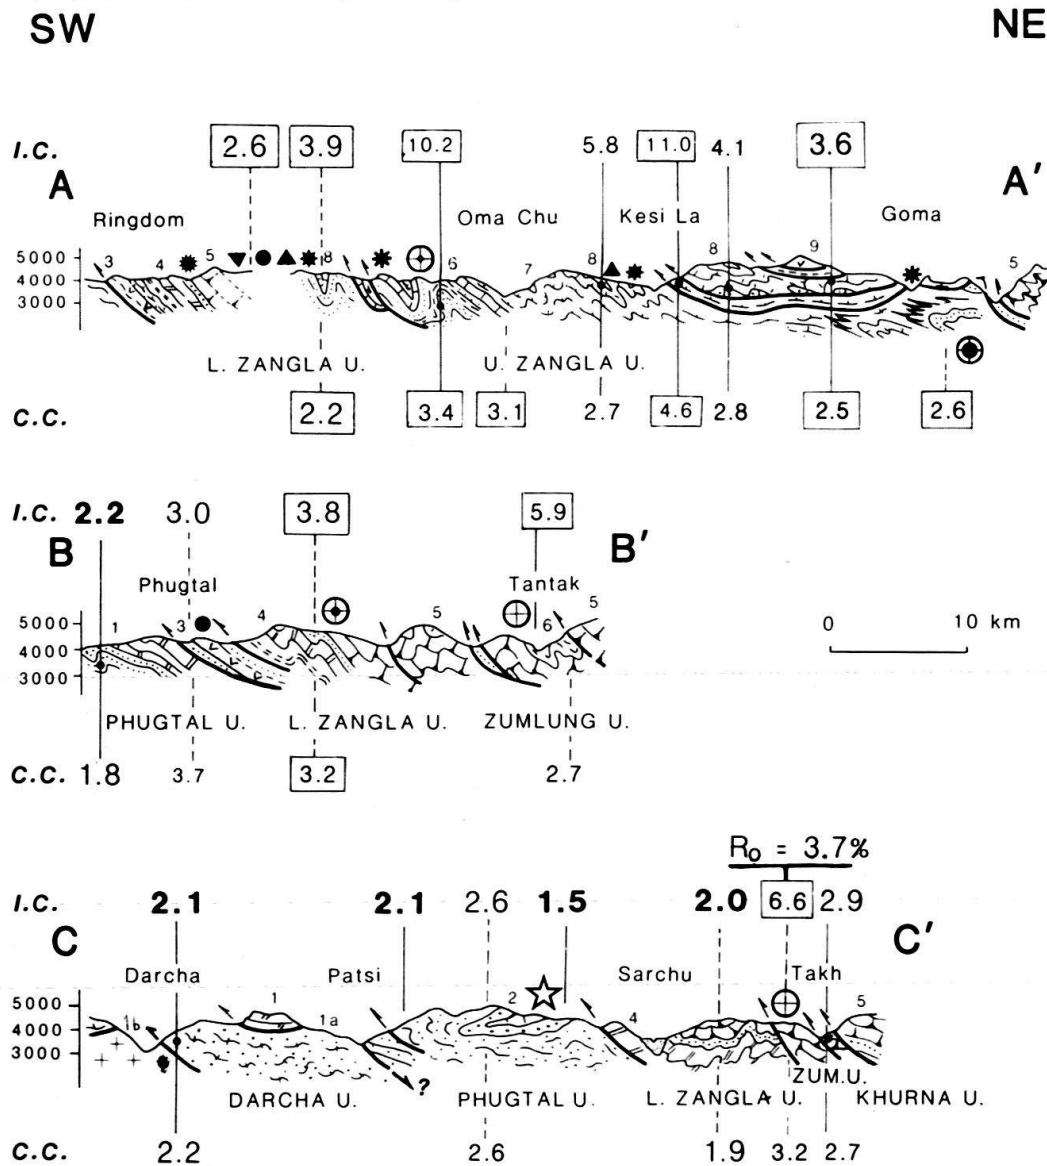 SW NE
I.C. 2.6 3.9 10.2 5.8 11.0 4.1 3.6
A A'
Ringdom Oma Chu Kesi La Goma
5000
4000
3000
3 4 5 8 6 7 8 8 9 5
L. ZANGLA U. U. ZANGLA U.
C.C. 2.2 3.4 3.1 2.7 4.6 2.8 2.5 2.6
I.C. 2.2 3.0 3.8 5.9
B B'
Phugtal Tantak
5000
4000
3000
1 3 4 5 6 5
0 10 km
PHUGTAL U. L. ZANGLA U. ZUMLUNG U.
C.C. 1.8 3.7 3.2 2.7
Ro = 3.7%
I.C. 2.1 2.1 2.6 1.5 2.0 6.6 2.9
C C'
Darcha Patsi Sarchu Takh
5000
4000
3000
1b 1 1a 2 4 5
?
ZUM.U.
DARCHA U. PHUGTAL U. L. ZANGLA U. KHURNA U.
C.C. 2.2 2.6 1.9 3.2 2.7